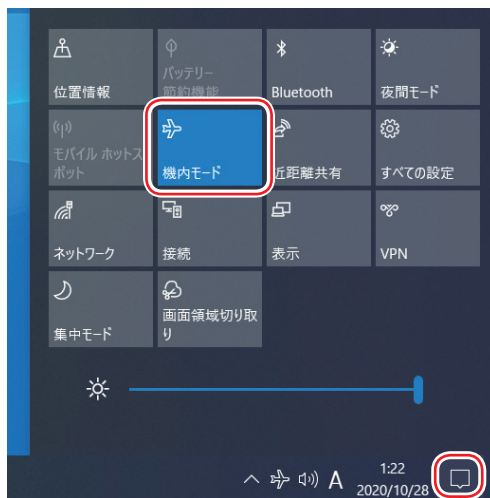 位置情報
バッテリー
節約機能
Bluetooth
夜間モード
モバイル ホットス
ポット
機内モード
近距離共有
すべての設定
ネットワーク
接続
表示
VPN
集中モード
画面領域切り取
り
A
1:22
2020/10/28